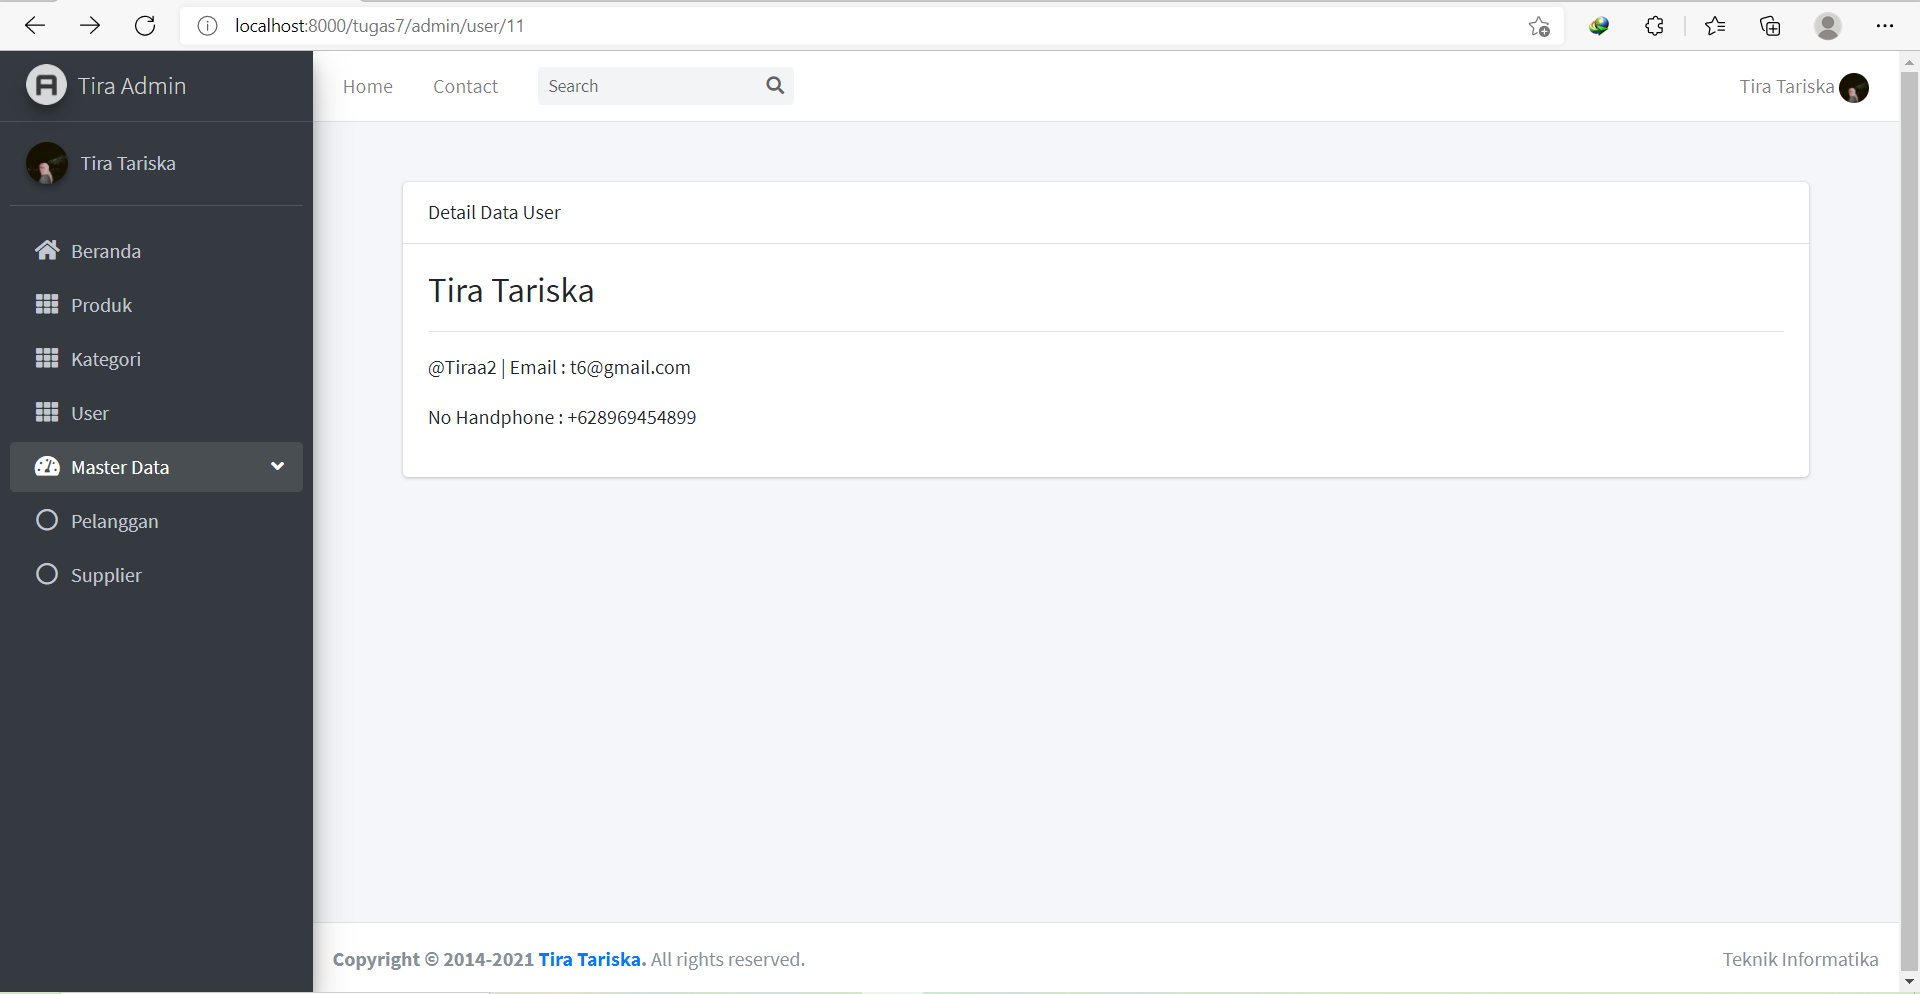 localhost:8000/tugas7/admin/user/11
Tira Admin
Home
Contact
Search
Tira Tariska
Tira Tariska
Beranda
Produk
Kategori
User
Master Data
Pelanggan
Supplier
Detail Data User
Tira Tariska
@Tiraa2 | Email : t6@gmail.com
No Handphone : +628969454899
Copyright © 2014-2021 Tira Tariska. All rights reserved.
Teknik Informatika